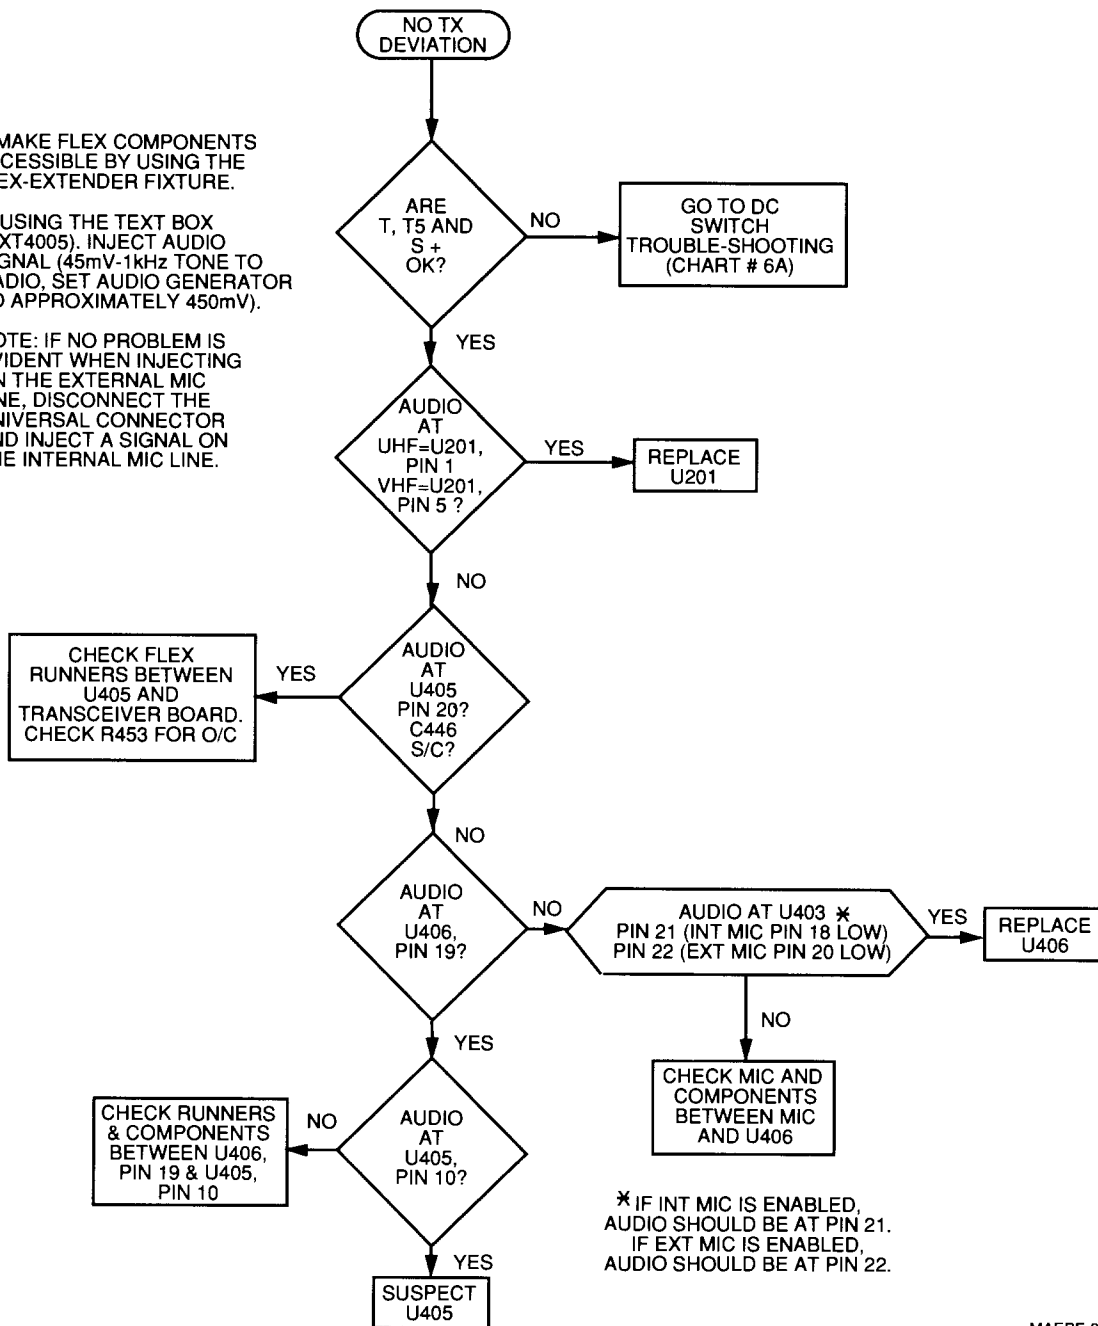 NO TX
DEVIATION
MAKE FLEX COMPONENTS
CCESSIBLE BY USING THE
EX-EXTENDER FIXTURE.
USING THE TEXT BOX
XT4005). INJECT AUDIO
GNAL (45mV-1kHz TONE TO
ADIO, SET AUDIO GENERATOR
O APPROXIMATELY 450mV).
OTE: IF NO PROBLEM IS
VIDENT WHEN INJECTING
N THE EXTERNAL MIC
NE, DISCONNECT THE
NIVERSAL CONNECTOR
ND INJECT A SIGNAL ON
HE INTERNAL MIC LINE.
ARE
T, T5 AND
S +
OK?
NO
GO TO DC
SWITCH
TROUBLE-SHOOTING
(CHART # 6A)
YES
AUDIO
AT
UHF=U201,
PIN 1
VHF=U201,
PIN 5 ?
YES
REPLACE
U201
NO
AUDIO
AT
U405
PIN 20?
C446
S/C?
YES
CHECK FLEX
RUNNERS BETWEEN
U405 AND
TRANSCEIVER BOARD.
CHECK R453 FOR O/C
NO
AUDIO
AT
U406,
PIN 19?
NO
AUDIO AT U403 *
PIN 21 (INT MIC PIN 18 LOW)
PIN 22 (EXT MIC PIN 20 LOW)
YES
REPLACE
U406
NO
CHECK MIC AND
COMPONENTS
BETWEEN MIC
AND U406
YES
AUDIO
AT
U405,
PIN 10?
NO
CHECK RUNNERS
& COMPONENTS
BETWEEN U406,
PIN 19 & U405,
PIN 10
YES
SUSPECT
U405
* IF INT MIC IS ENABLED,
AUDIO SHOULD BE AT PIN 21.
IF EXT MIC IS ENABLED,
AUDIO SHOULD BE AT PIN 22.